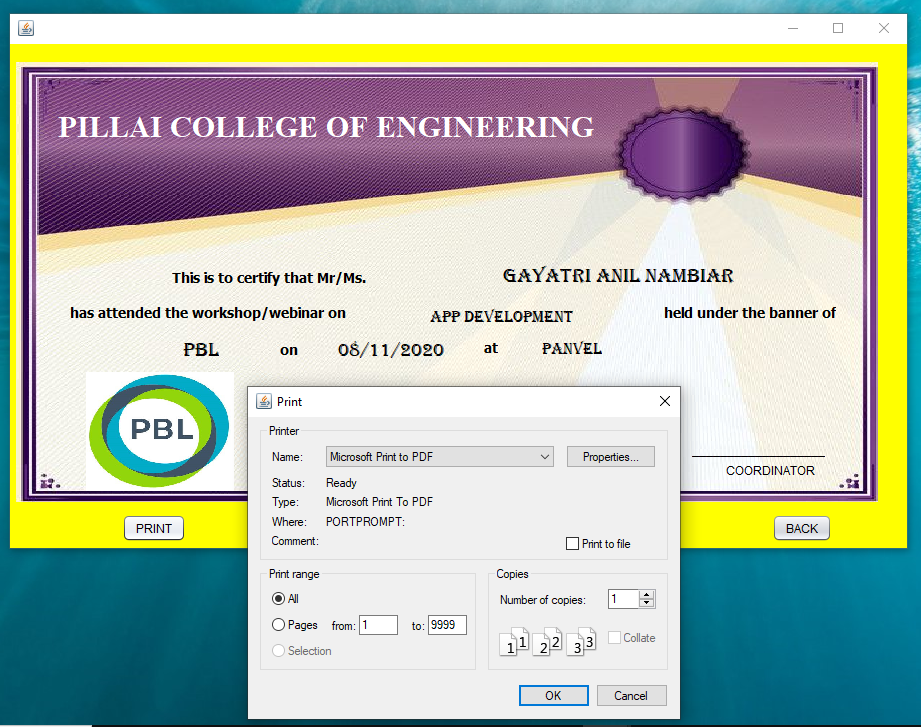 PILLAI COLLEGE OF ENGINEERING
This is to certify that Mr/Ms. GAYATRI ANIL NAMBIAR
has attended the workshop/webinar on APP DEVELOPMENT held under the banner of
PBL on 08/11/2020 at PANVEL
PBL
COORDINATOR
PRINT BACK
Print
Printer
Name: Microsoft Print to PDF Properties...
Status: Ready
Type: Microsoft Print To PDF
Where: PORTPROMPT:
Comment:
Print to file
Print range
All
Pages from: 1 to: 9999
Selection
Copies
Number of copies: 1
1 1 2 2 3 3 Collate
OK Cancel